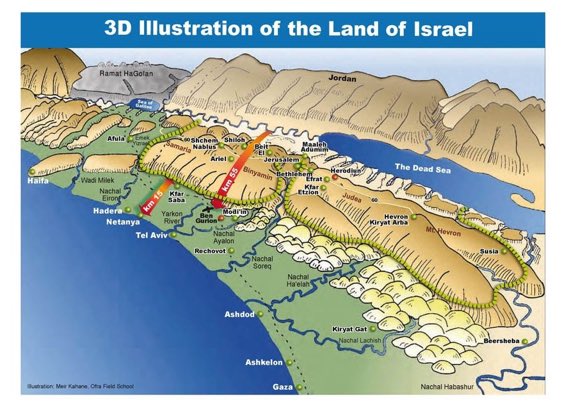 3D Illustration of the Land of Israel
Ramat HaGolan
Jordan
Sea of
Galilee
Afula
Emek
Shchem
Nablus
Shiloh
Beit
El
Maaleh
Adumim
The Dead Sea
Samaria
Ariel
Jerusalem
km 55
Binyamin
Bethlehem
Herodiun
Efrat
Kfar
Etzion
Judea
Haifa
Wadi Milek
Nachal
Eiron
Kfar
Saba
km 15
Hadera
Netanya
Yarkon
River
Ben
Gurion
Modi'in
Hevron
Kiryat Arba
Mt. Hevron
Susia
Tel Aviv
Nachal
Ayalon
Rechovot
Nachal
Soreq
Nachal
Ha'elah
Ashdod
Kiryat Gat
Nachal Lachish
Beersheba
Ashkelon
Gaza
Nachal Habashur
Illustration: Meir Kahane, Ofra Field School